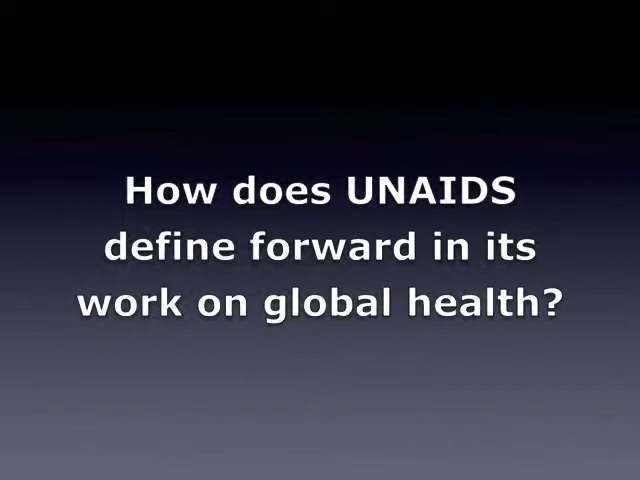 How does UNAIDS
define forward in its
work on global health?